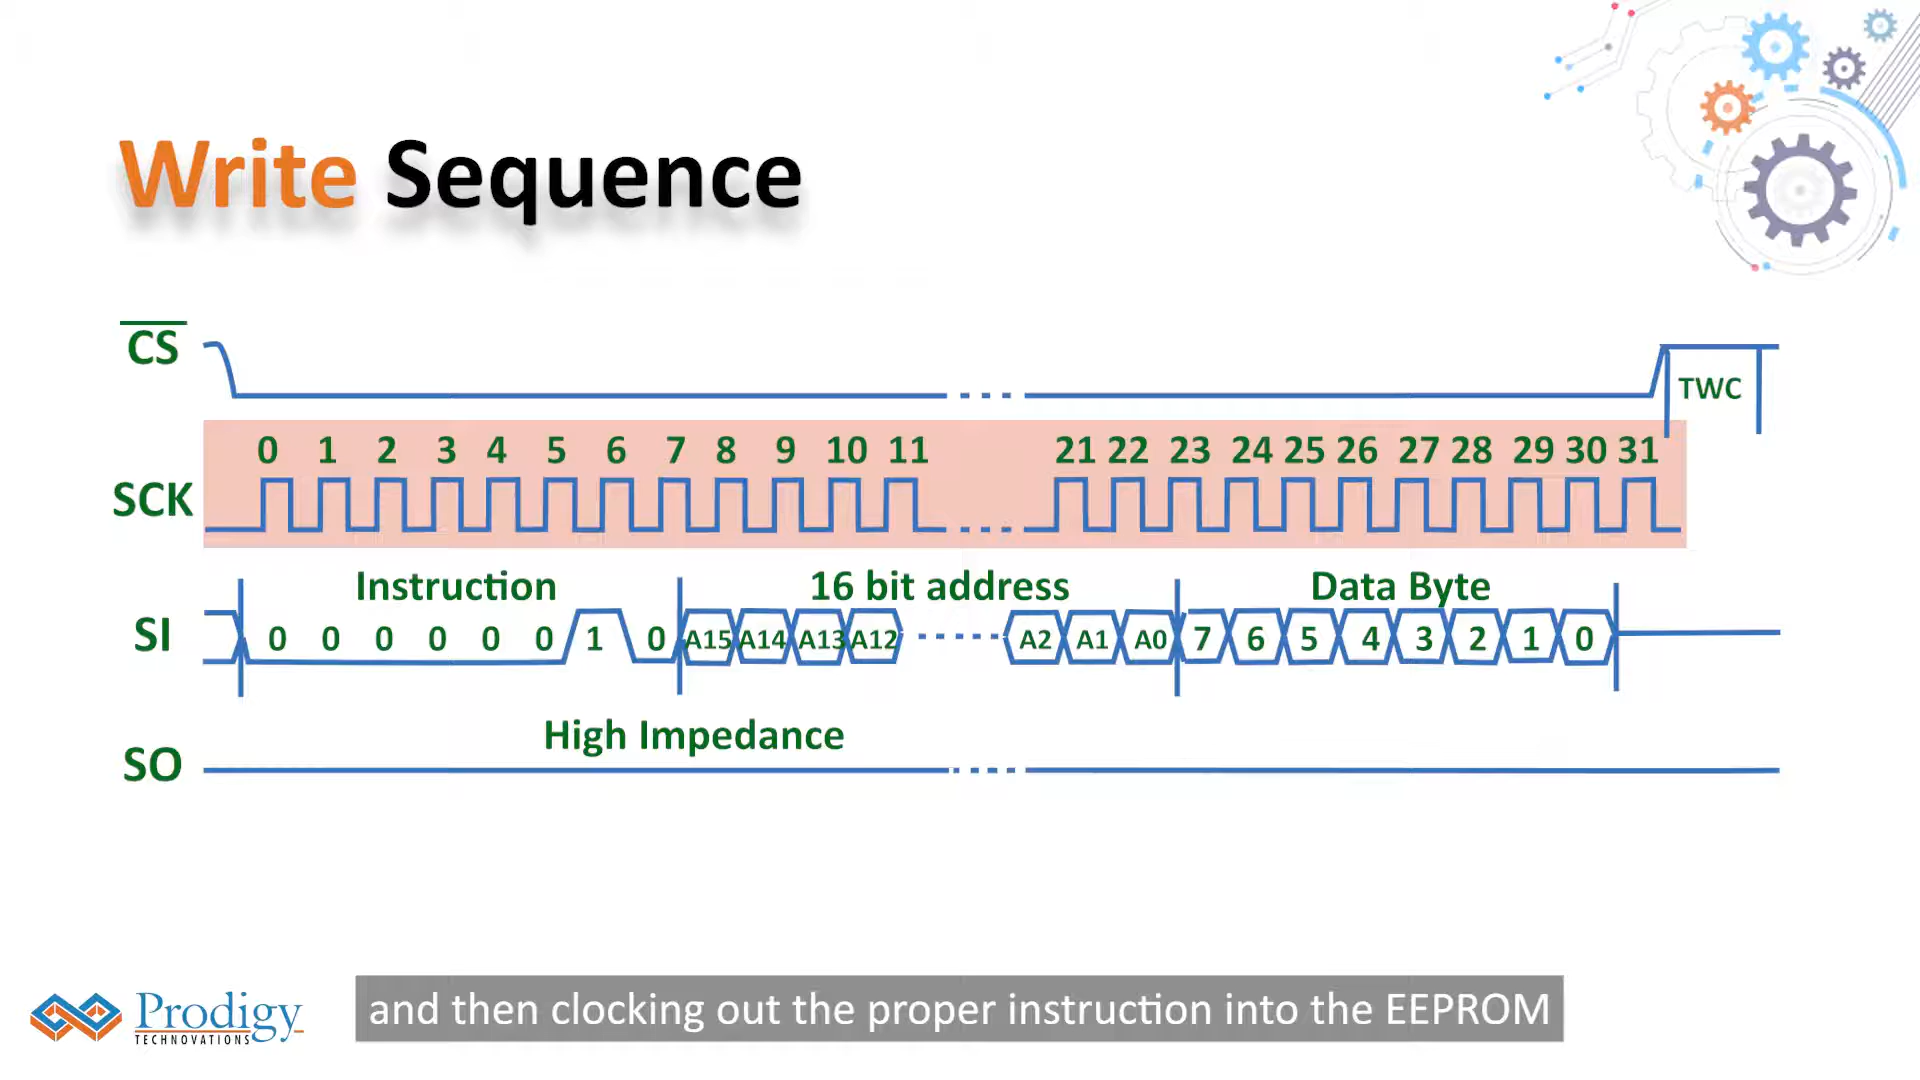 Write Sequence
CS
TWC
0 1 2 3 4 5 6 7 8 9 10 11 21 22 23 24 25 26 27 28 29 30 31
SCK
Instruction 16 bit address Data Byte
SI 0 0 0 0 0 0 1 0 A15 A14 A13 A12 A2 A1 A0 7 6 5 4 3 2 1 0
High Impedance
SO
Prodigy
TECHNOVATIONS
and then clocking out the proper instruction into the EEPROM